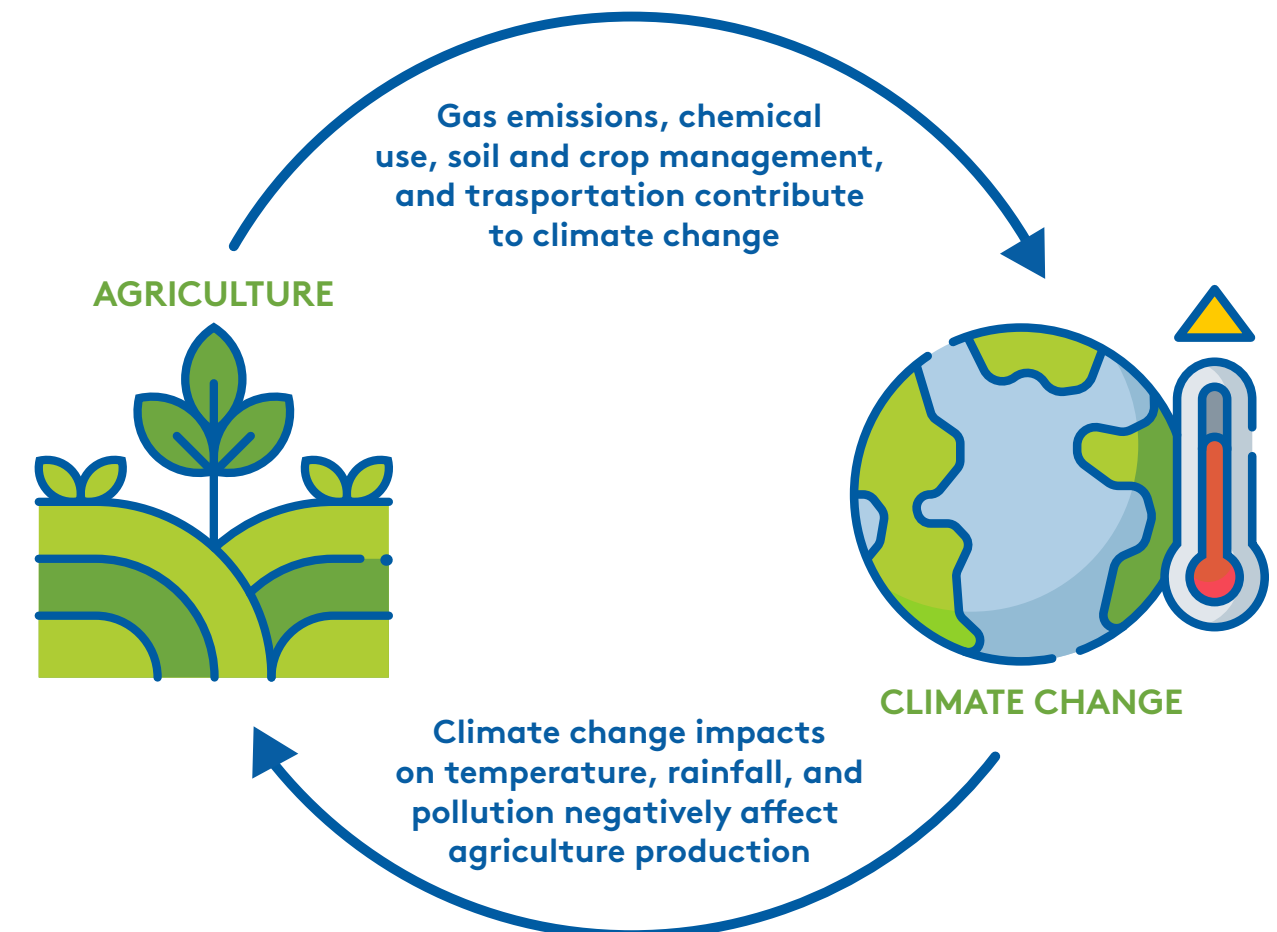 Gas emissions, chemical
use, soil and crop management,
and trasportation contribute
to climate change
AGRICULTURE
CLIMATE CHANGE
Climate change impacts
on temperature, rainfall, and
pollution negatively affect
agriculture production